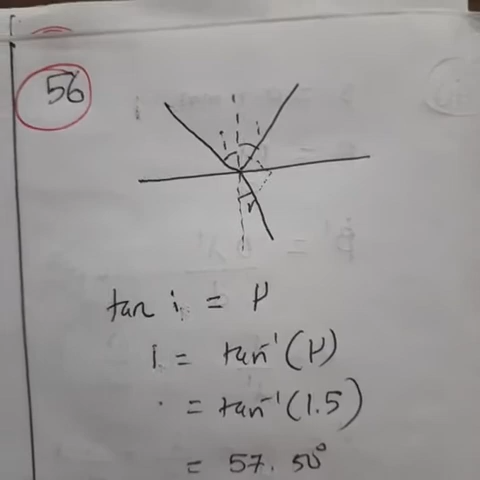 56
i i
r
tan i = μ
i = tan⁻¹(μ)
= tan⁻¹(1.5)
= 57.50°